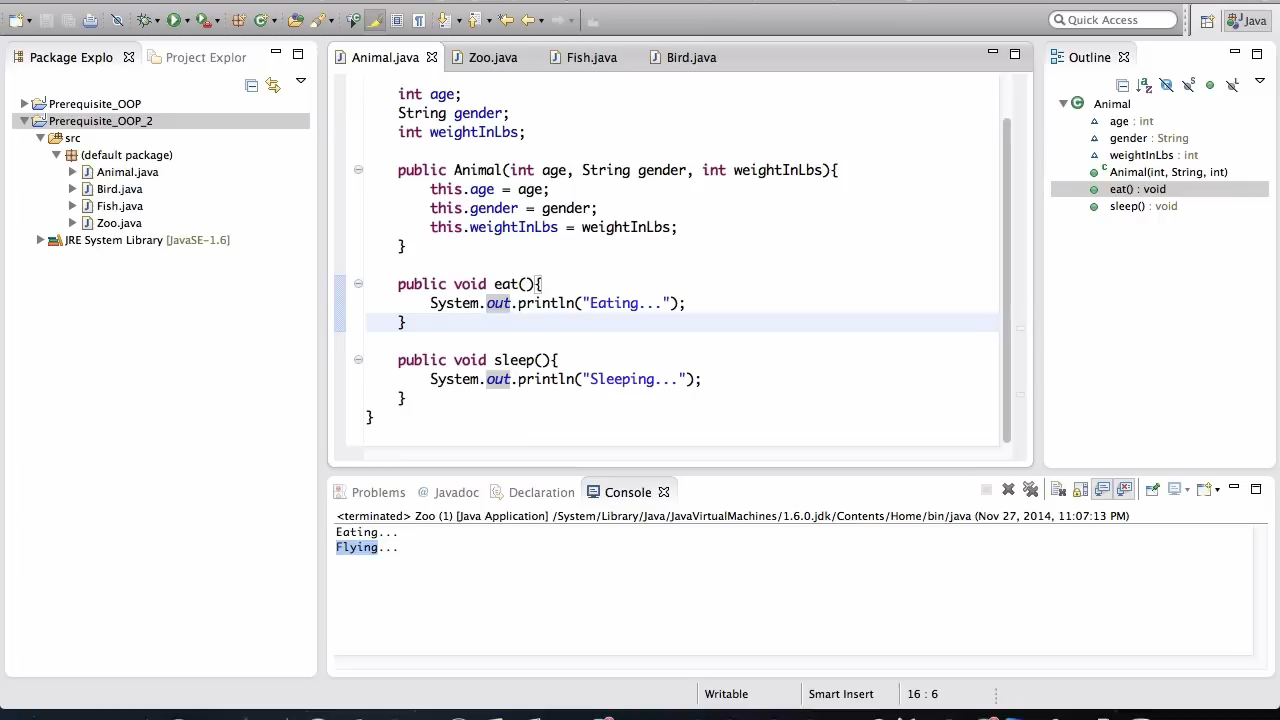 Quick Access
Java
Package Explo
Project Explor
Prerequisite_OOP
Prerequisite_OOP_2
src
(default package)
Animal.java
Bird.java
Fish.java
Zoo.java
JRE System Library [JavaSE-1.6]
Animal.java
Zoo.java
Fish.java
Bird.java
int age;
String gender;
int weightInLbs;
public Animal(int age, String gender, int weightInLbs){
this.age = age;
this.gender = gender;
this.weightInLbs = weightInLbs;
}
public void eat(){
System.out.println("Eating...");
}
public void sleep(){
System.out.println("Sleeping...");
}
}
Outline
Animal
age : int
gender : String
weightInLbs : int
Animal(int, String, int)
eat() : void
sleep() : void
Problems
@ Javadoc
Declaration
Console
<terminated> Zoo (1) [Java Application] /System/Library/Java/JavaVirtualMachines/1.6.0.jdk/Contents/Home/bin/java (Nov 27, 2014, 11:07:13 PM)
Eating...
Flying...
Writable
Smart Insert
16 : 6